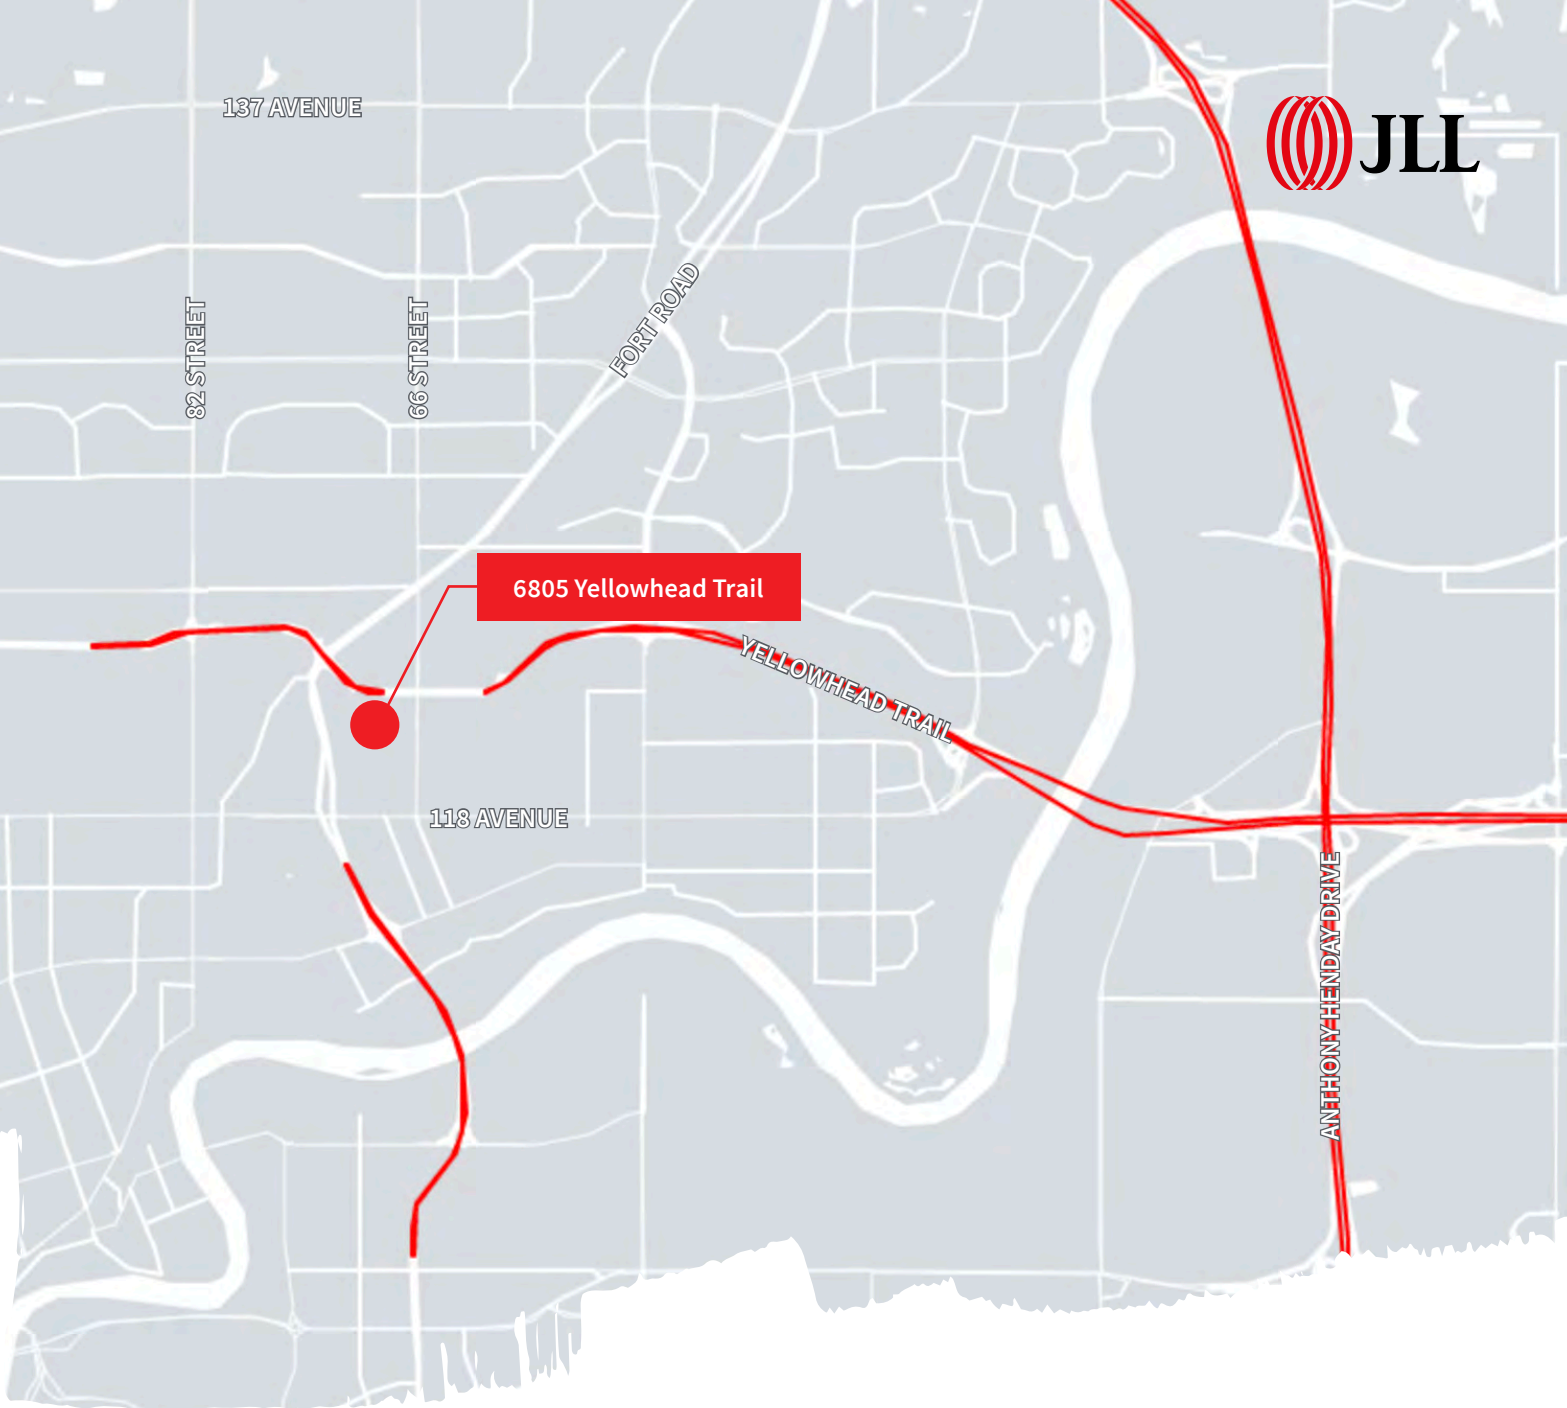 137 AVENUE
JLL
82 STREET
66 STREET
FORT ROAD
6805 Yellowhead Trail
YELLOWHEAD TRAIL
118 AVENUE
ANTHONY HENDAY DRIVE